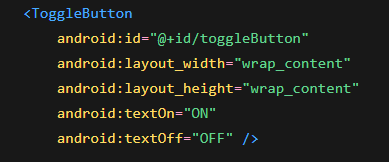 <ToggleButton
android:id="@+id/toggleButton"
android:layout_width="wrap_content"
android:layout_height="wrap_content"
android:textOn="ON"
android:textOff="OFF" />